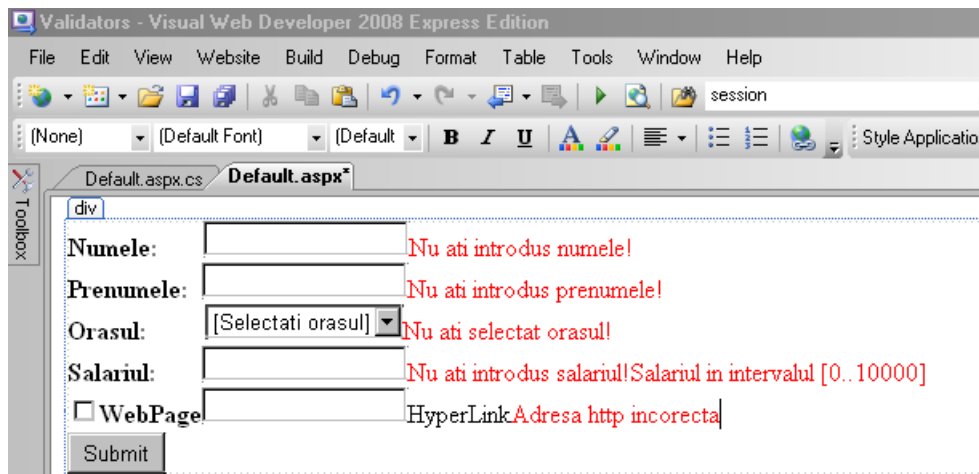 Validators - Visual Web Developer 2008 Express Edition
File Edit View Website Build Debug Format Table Tools Window Help
session
(None) (Default Font) (Default B I U A Style Applicatio
Toolbox
Default.aspx.cs Default.aspx*
div
Numele: Nu ati introdus numele!
Prenumele: Nu ati introdus prenumele!
Orasul: [Selectati orasul] Nu ati selectat orasul!
Salariul: Nu ati introdus salariul!Salariul in intervalul [0..10000]
WebPage HyperLinkAdresa http incorecta
Submit